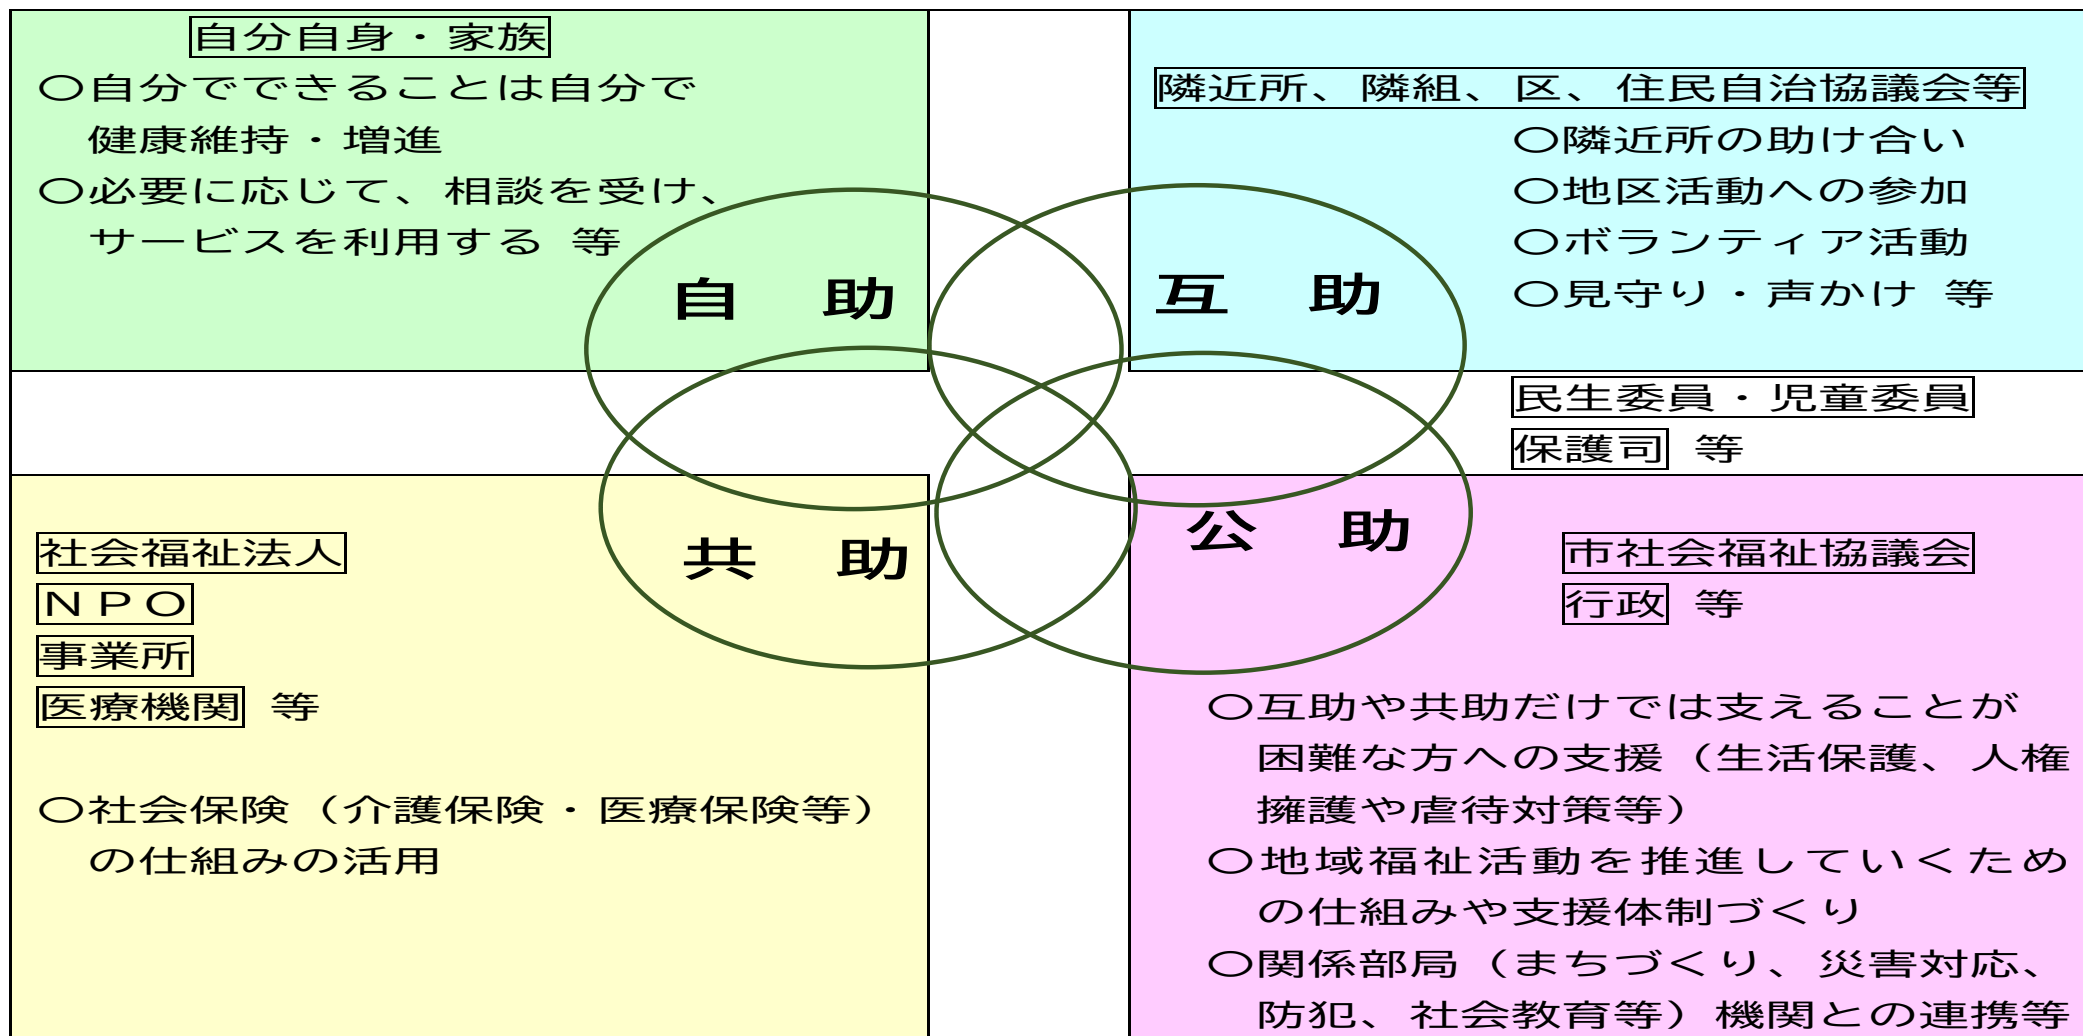 自分自身・家族
○自分でできることは自分で
健康維持・増進
○必要に応じて、相談を受け、
サービスを利用する 等
自 助
隣近所、隣組、区、住民自治協議会等
○隣近所の助け合い
○地区活動への参加
○ボランティア活動
○見守り・声かけ 等
互 助
民生委員・児童委員
保護司 等
共 助
社会福祉法人
ＮＰＯ
事業所
医療機関 等
○社会保険（介護保険・医療保険等）
の仕組みの活用
公 助
市社会福祉協議会
行政 等
○互助や共助だけでは支えることが
困難な方への支援（生活保護、人権
擁護や虐待対策等）
○地域福祉活動を推進していくため
の仕組みや支援体制づくり
○関係部局（まちづくり、災害対応、
防犯、社会教育等）機関との連携等